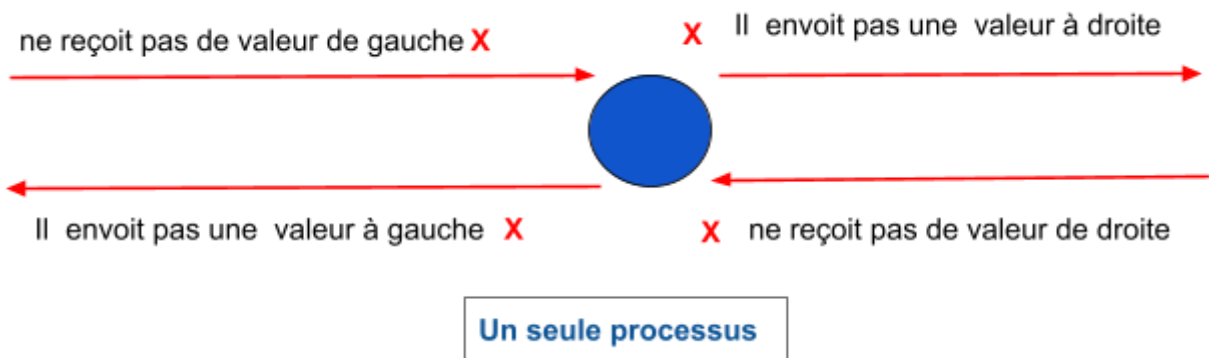 ne reçoit pas de valeur de gauche X
X Il envoit pas une valeur à droite
Il envoit pas une valeur à gauche X
X ne reçoit pas de valeur de droite
Un seule processus